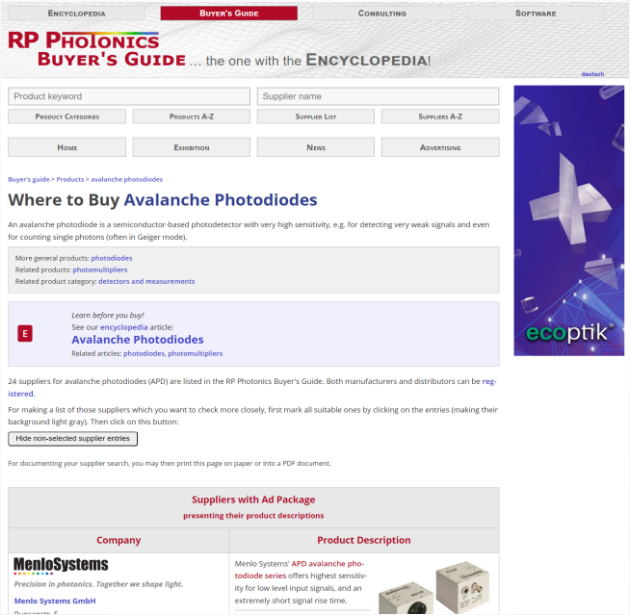 Encyclopedia
Buyer's Guide
Consulting
Software
RP Photonics
Buyer's Guide ... the one with the Encyclopedia!
deutsch
Product keyword
Supplier name
Product Categories
Products A-Z
Supplier List
Suppliers A-Z
Home
Exhibition
News
Advertising
Buyer's guide > Products > avalanche photodiodes
Where to Buy Avalanche Photodiodes
An avalanche photodiode is a semiconductor-based photodetector with very high sensitivity, e.g. for detecting very weak signals and even
for counting single photons (often in Geiger mode).
More general products: photodiodes
Related products: photomultipliers
Related product category: detectors and measurements
E
Learn before you buy!
See our encyclopedia article:
Avalanche Photodiodes
Related articles: photodiodes, photomultipliers
ecoptik
24 suppliers for avalanche photodiodes (APD) are listed in the RP Photonics Buyer's Guide. Both manufacturers and distributors can be reg-
istered.
For making a list of those suppliers which you want to check more closely, first mark all suitable ones by clicking on the entries (making their
background light gray). Then click on this button:
Hide non-selected supplier entries
For documenting your supplier search, you may then print this page on paper or into a PDF document.
Suppliers with Ad Package
presenting their product descriptions
Company
Product Description
MenloSystems
Precision in photonics. Together we shape light.
Menlo Systems GmbH
Menlo Systems' APD avalanche pho-
todiode series offers highest sensitiv-
ity for low level input signals, and an
extremely short signal rise time.